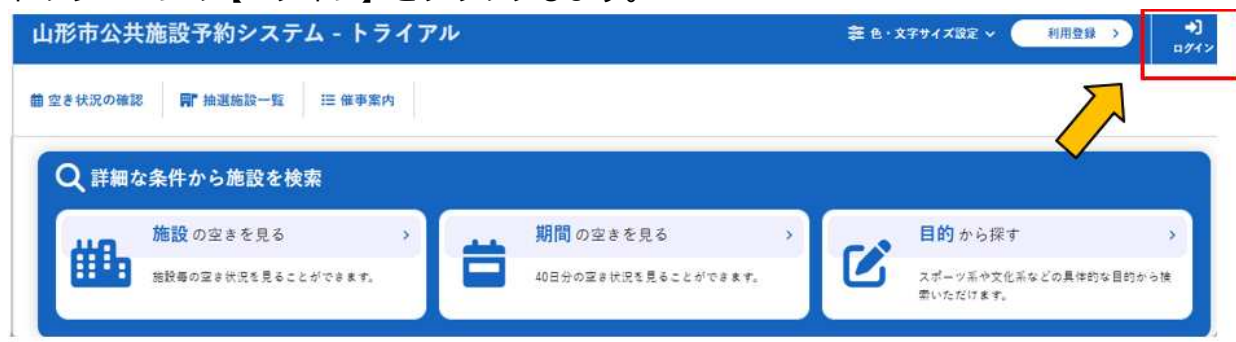 山形市公共施設予約システム - トライアル
色・文字サイズ設定
利用登録
ログイン
空き状況の確認
抽選施設一覧
催事案内
詳細な条件から施設を検索
施設 の空きを見る
施設毎の空き状況を見ることができます。
期間 の空きを見る
40日分の空き状況を見ることができます。
目的 から探す
スポーツ系や文化系などの具体的な目的から検
索いただけます。